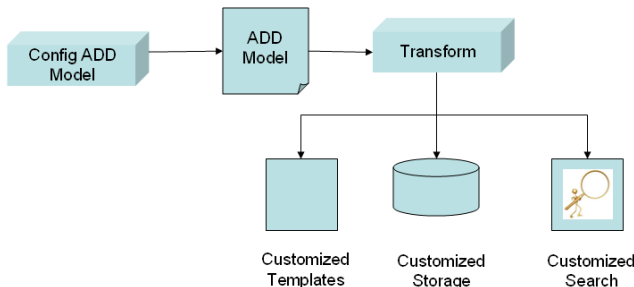 Config ADD
Model
ADD
Model
Transform
Customized
Templates
Customized
Storage
Customized
Search